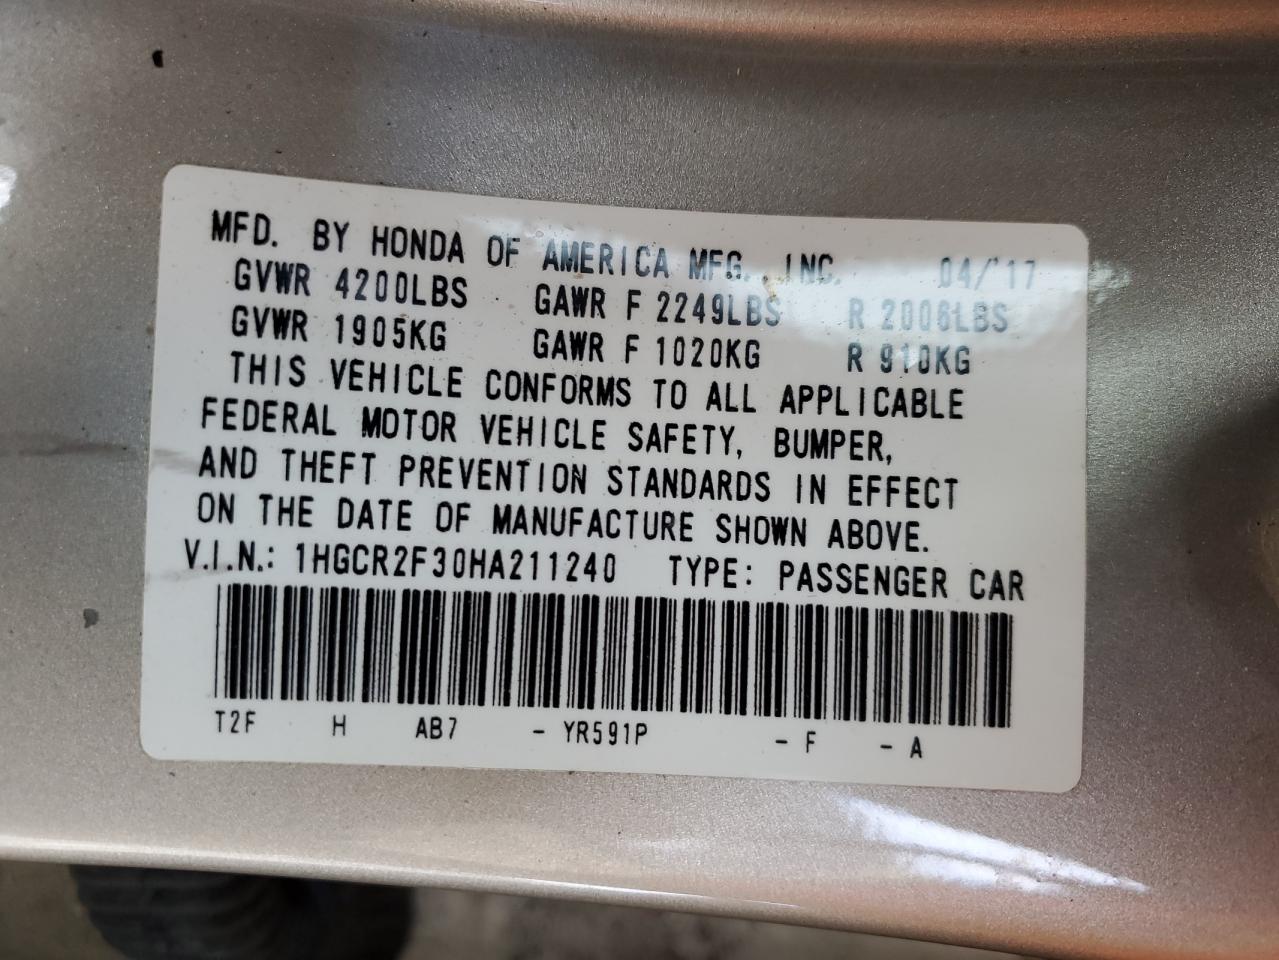 MFD. BY HONDA OF AMERICA MFG., INC. 04/'17
GVWR 4200LBS GAWR F 2249LBS R 2006LBS
GVWR 1905KG GAWR F 1020KG R 910KG
THIS VEHICLE CONFORMS TO ALL APPLICABLE
FEDERAL MOTOR VEHICLE SAFETY, BUMPER,
AND THEFT PREVENTION STANDARDS IN EFFECT
ON THE DATE OF MANUFACTURE SHOWN ABOVE.
V.I.N.: 1HGCR2F30HA211240 TYPE: PASSENGER CAR
T2F H AB7 - YR591P - F - A